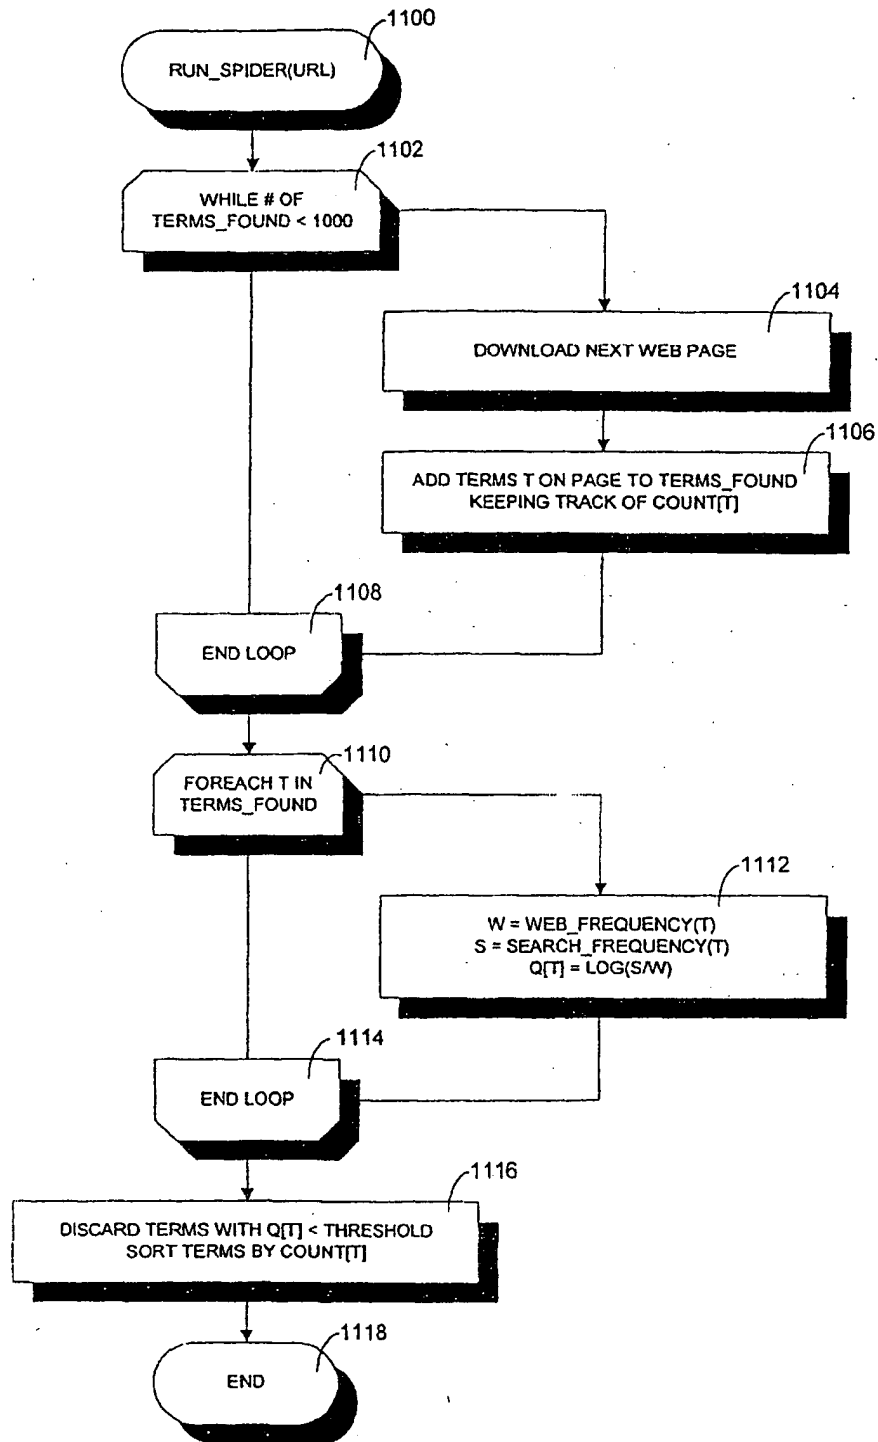 1100
RUN_SPIDER(URL)
1102
WHILE # OF
TERMS_FOUND < 1000
1104
DOWNLOAD NEXT WEB PAGE
1106
ADD TERMS T ON PAGE TO TERMS_FOUND
KEEPING TRACK OF COUNT[T]
1108
END LOOP
1110
FOREACH T IN
TERMS_FOUND
1112
W = WEB_FREQUENCY(T)
S = SEARCH_FREQUENCY(T)
Q[T] = LOG(S/W)
1114
END LOOP
1116
DISCARD TERMS WITH Q[T] < THRESHOLD
SORT TERMS BY COUNT[T]
1118
END